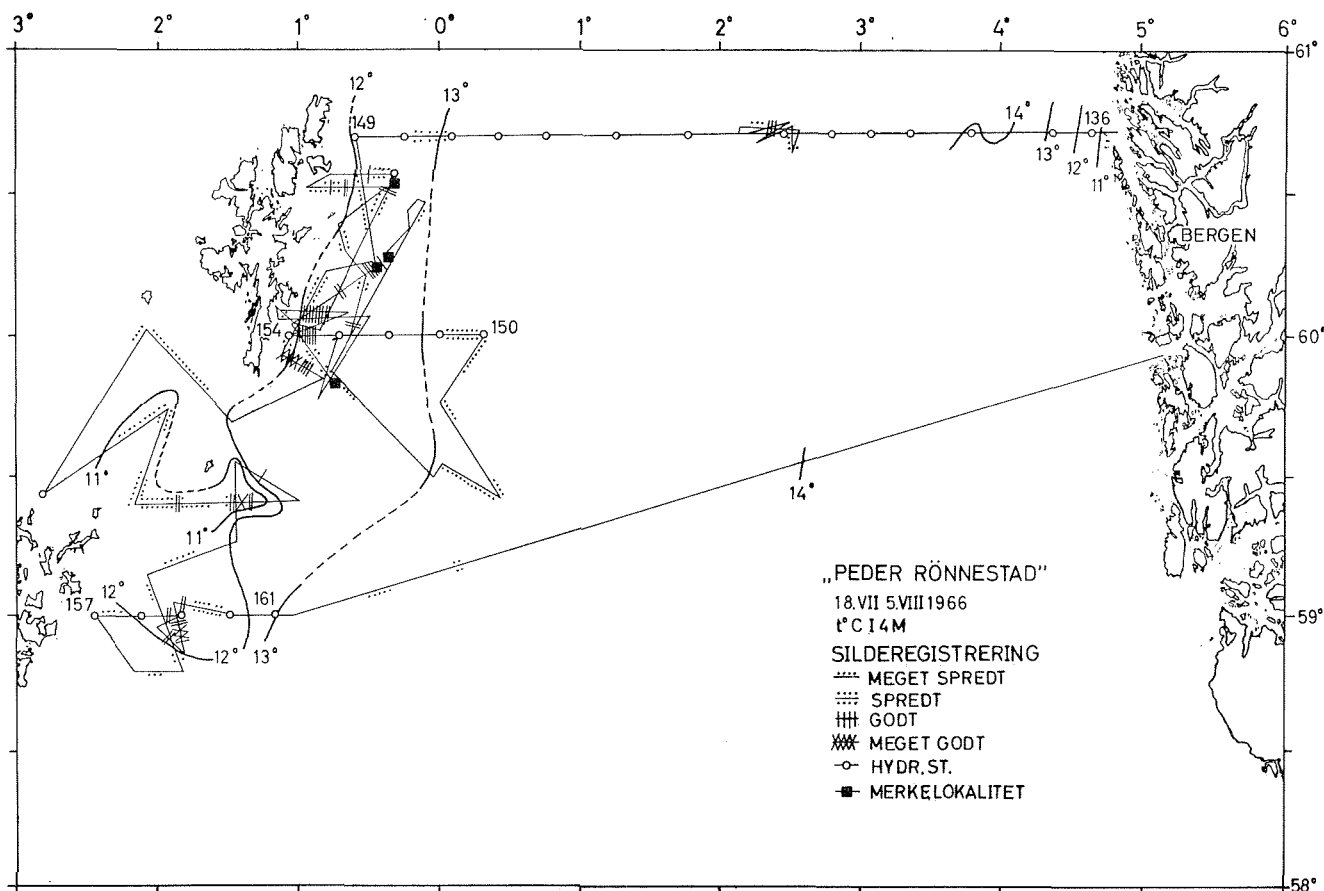 3° 2° 1° 0° 1° 2° 3° 4° 5° 6°
61°
12° 13°
149 14° 136
13° 12° 11°
BERGEN
154 150 60°
11°
14°
11°
„PEDER RÖNNESTAD"
12° 161
157 59°
18.VII 5.VIII 1966
t°C I 4 M
12° 13°
SILDEREGISTRERING
MEGET SPREDT
SPREDT
GODT
MEGET GODT
HYDR.ST.
MERKELOKALITET
58°